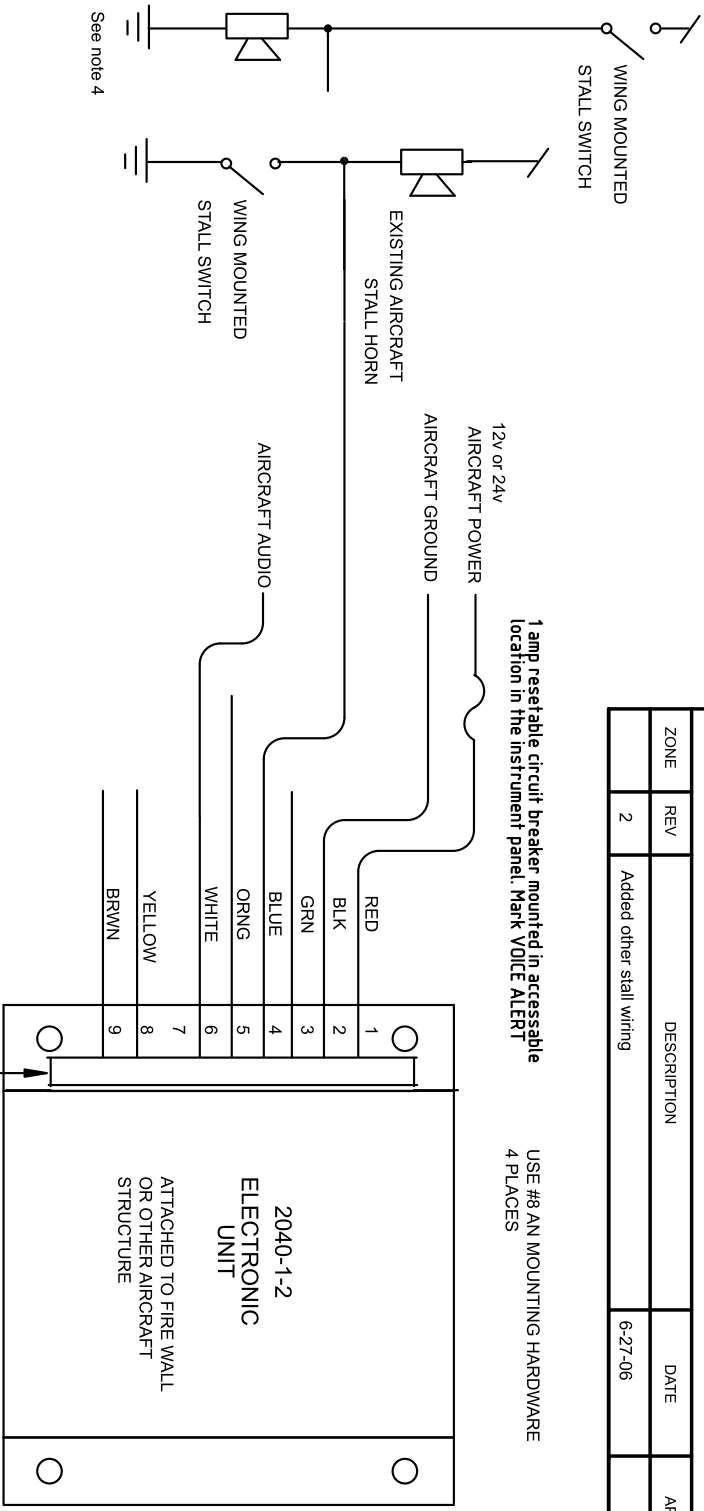 ZONE
REV
DESCRIPTION
DATE
2
Added other stall wiring
6-27-06
WING MOUNTED
STALL SWITCH
See note 4
EXISTING AIRCRAFT
STALL HORN
WING MOUNTED
STALL SWITCH
12v or 24v
AIRCRAFT POWER
AIRCRAFT GROUND
AIRCRAFT AUDIO
1 amp resetable circuit breaker mounted in accessable
location in the instrument panel. Mark VOICE ALERT
USE #8 AN MOUNTING HARDWARE
4 PLACES
RED 1
BLK 2
GRN 3
BLUE 4
ORNG 5
WHITE 6
7
YELLOW 8
BRWN 9
2040-1-2
ELECTRONIC
UNIT
ATTACHED TO FIRE WALL
OR OTHER AIRCRAFT
STRUCTURE